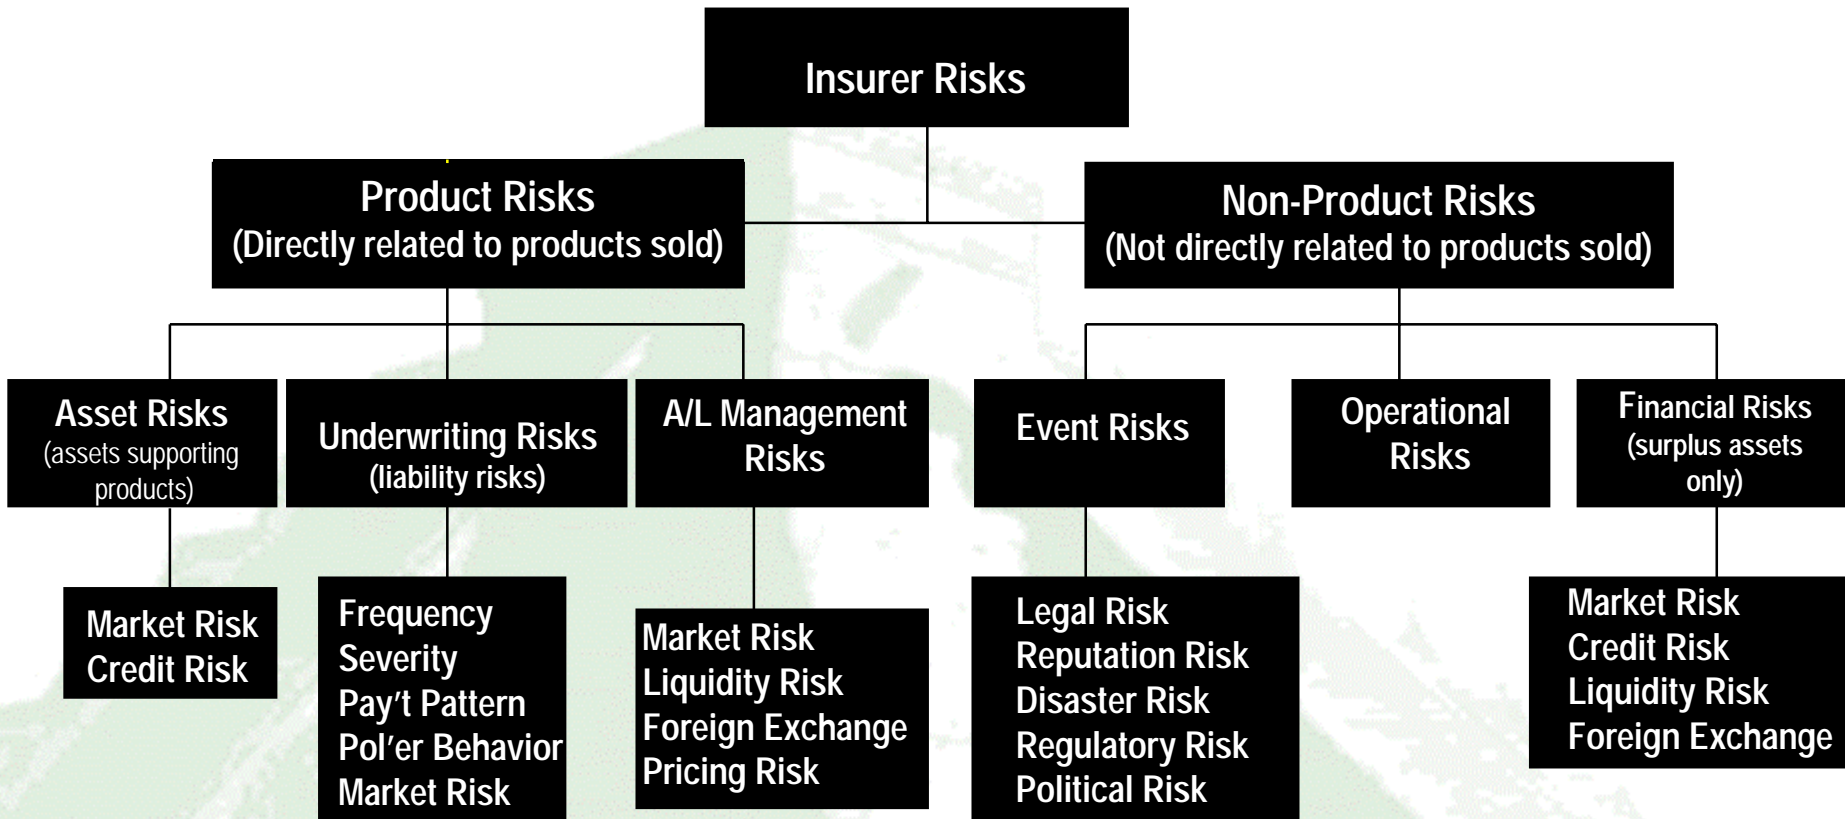 Insurer Risks
Product Risks
(Directly related to products sold)
Non-Product Risks
(Not directly related to products sold)
Asset Risks
(assets supporting
products)
Underwriting Risks
(liability risks)
A/L Management
Risks
Event Risks
Operational
Risks
Financial Risks
(surplus assets
only)
Market Risk
Credit Risk
Frequency
Severity
Pay't Pattern
Pol'er Behavior
Market Risk
Market Risk
Liquidity Risk
Foreign Exchange
Pricing Risk
Legal Risk
Reputation Risk
Disaster Risk
Regulatory Risk
Political Risk
Market Risk
Credit Risk
Liquidity Risk
Foreign Exchange